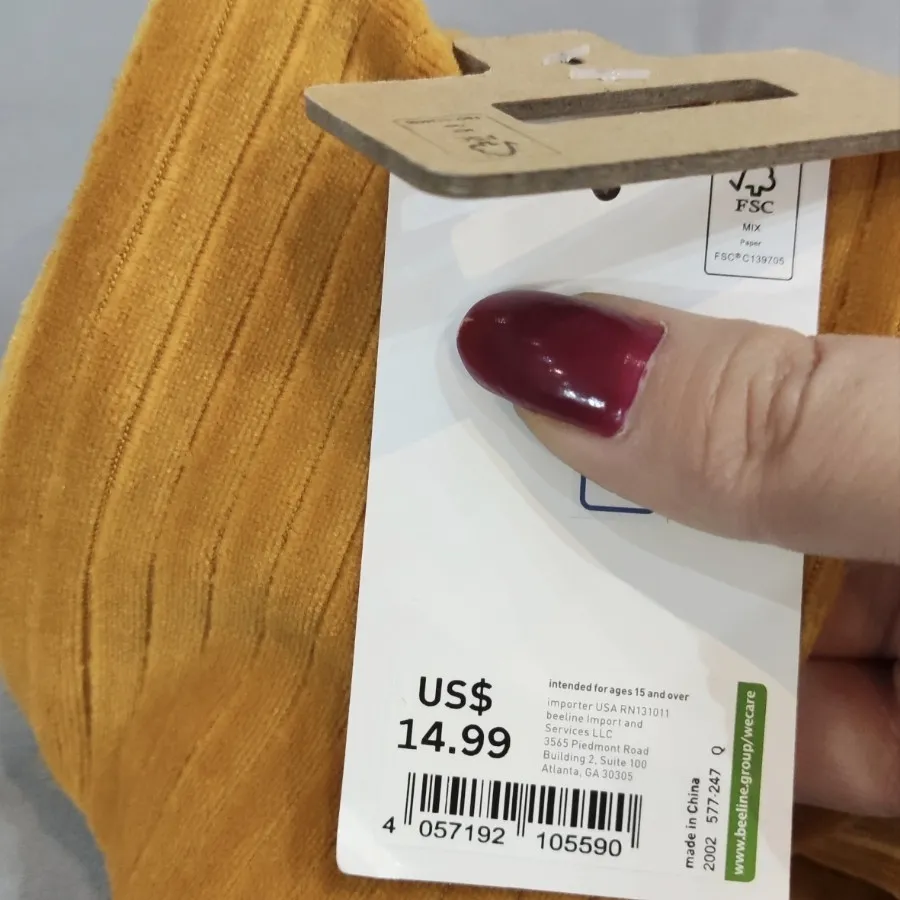 FSC
MIX
Paper
FSC® C139705
US$
14.99
intended for ages 15 and over
importer USA RN131011
beeline import and
Services LLC
3565 Piedmont Road
Building 2, Suite 100
Atlanta, GA 30305
4 057192 105590
made in China
2002 577-247 Q
www.beeline.group/wecare